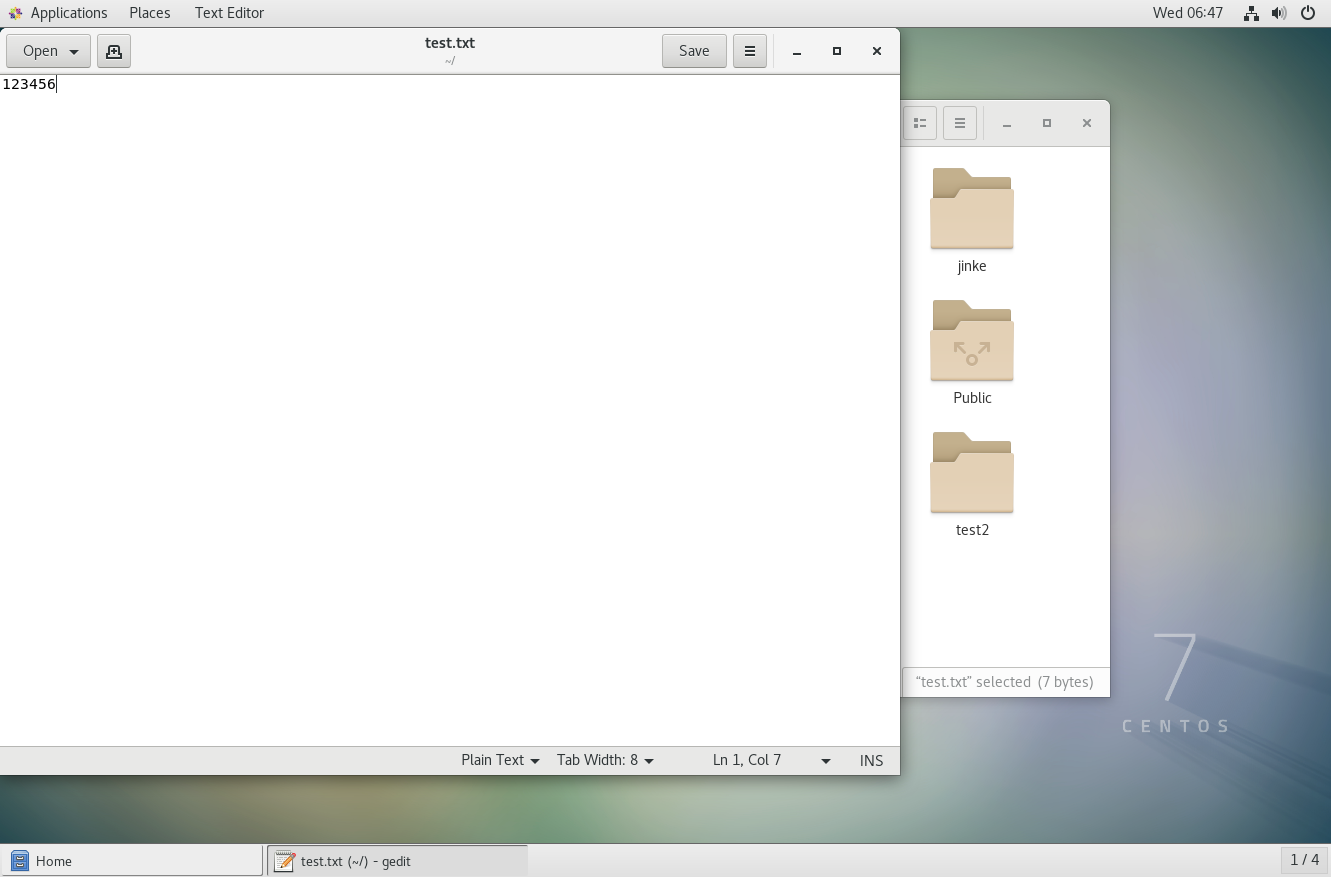 Applications Places Text Editor Wed 06:47
Open test.txt Save
~/
123456
jinke
Public
test2
“test.txt” selected (7 bytes)
7
CENTOS
Plain Text Tab Width: 8 Ln 1, Col 7 INS
Home test.txt (~/) - gedit 1 / 4